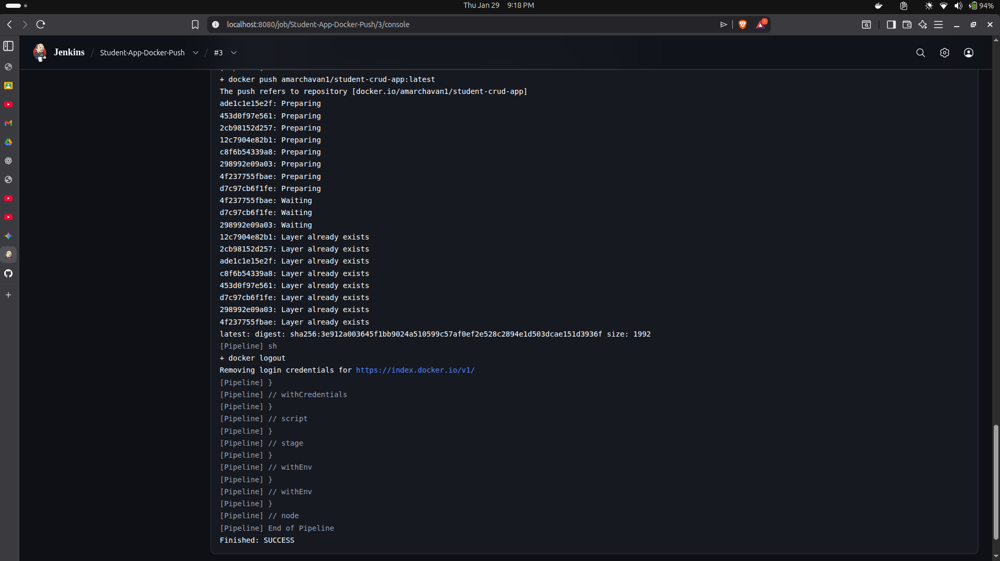 Thu Jan 29 9:18 PM
94%
localhost:8080/job/Student-App-Docker-Push/3/console
1
Jenkins / Student-App-Docker-Push / #3
+ docker push amarchavan1/student-crud-app:latest
The push refers to repository [docker.io/amarchavan1/student-crud-app]
ade1c1e15e2f: Preparing
453d0f97e561: Preparing
2cb98152d257: Preparing
12c7904e82b1: Preparing
c8f6b54339a8: Preparing
298992e09a03: Preparing
4f237755fbae: Preparing
d7c97cb6f1fe: Preparing
4f237755fbae: Waiting
d7c97cb6f1fe: Waiting
298992e09a03: Waiting
12c7904e82b1: Layer already exists
2cb98152d257: Layer already exists
ade1c1e15e2f: Layer already exists
c8f6b54339a8: Layer already exists
453d0f97e561: Layer already exists
d7c97cb6f1fe: Layer already exists
298992e09a03: Layer already exists
4f237755fbae: Layer already exists
latest: digest: sha256:3e912a003645f1bb9024a510599c57af0ef2e528c2894e1d503dcae151d3936f size: 1992
[Pipeline] sh
+ docker logout
Removing login credentials for https://index.docker.io/v1/
[Pipeline] }
[Pipeline] // withCredentials
[Pipeline] }
[Pipeline] // script
[Pipeline] }
[Pipeline] // stage
[Pipeline] }
[Pipeline] // withEnv
[Pipeline] }
[Pipeline] // withEnv
[Pipeline] }
[Pipeline] // node
[Pipeline] End of Pipeline
Finished: SUCCESS